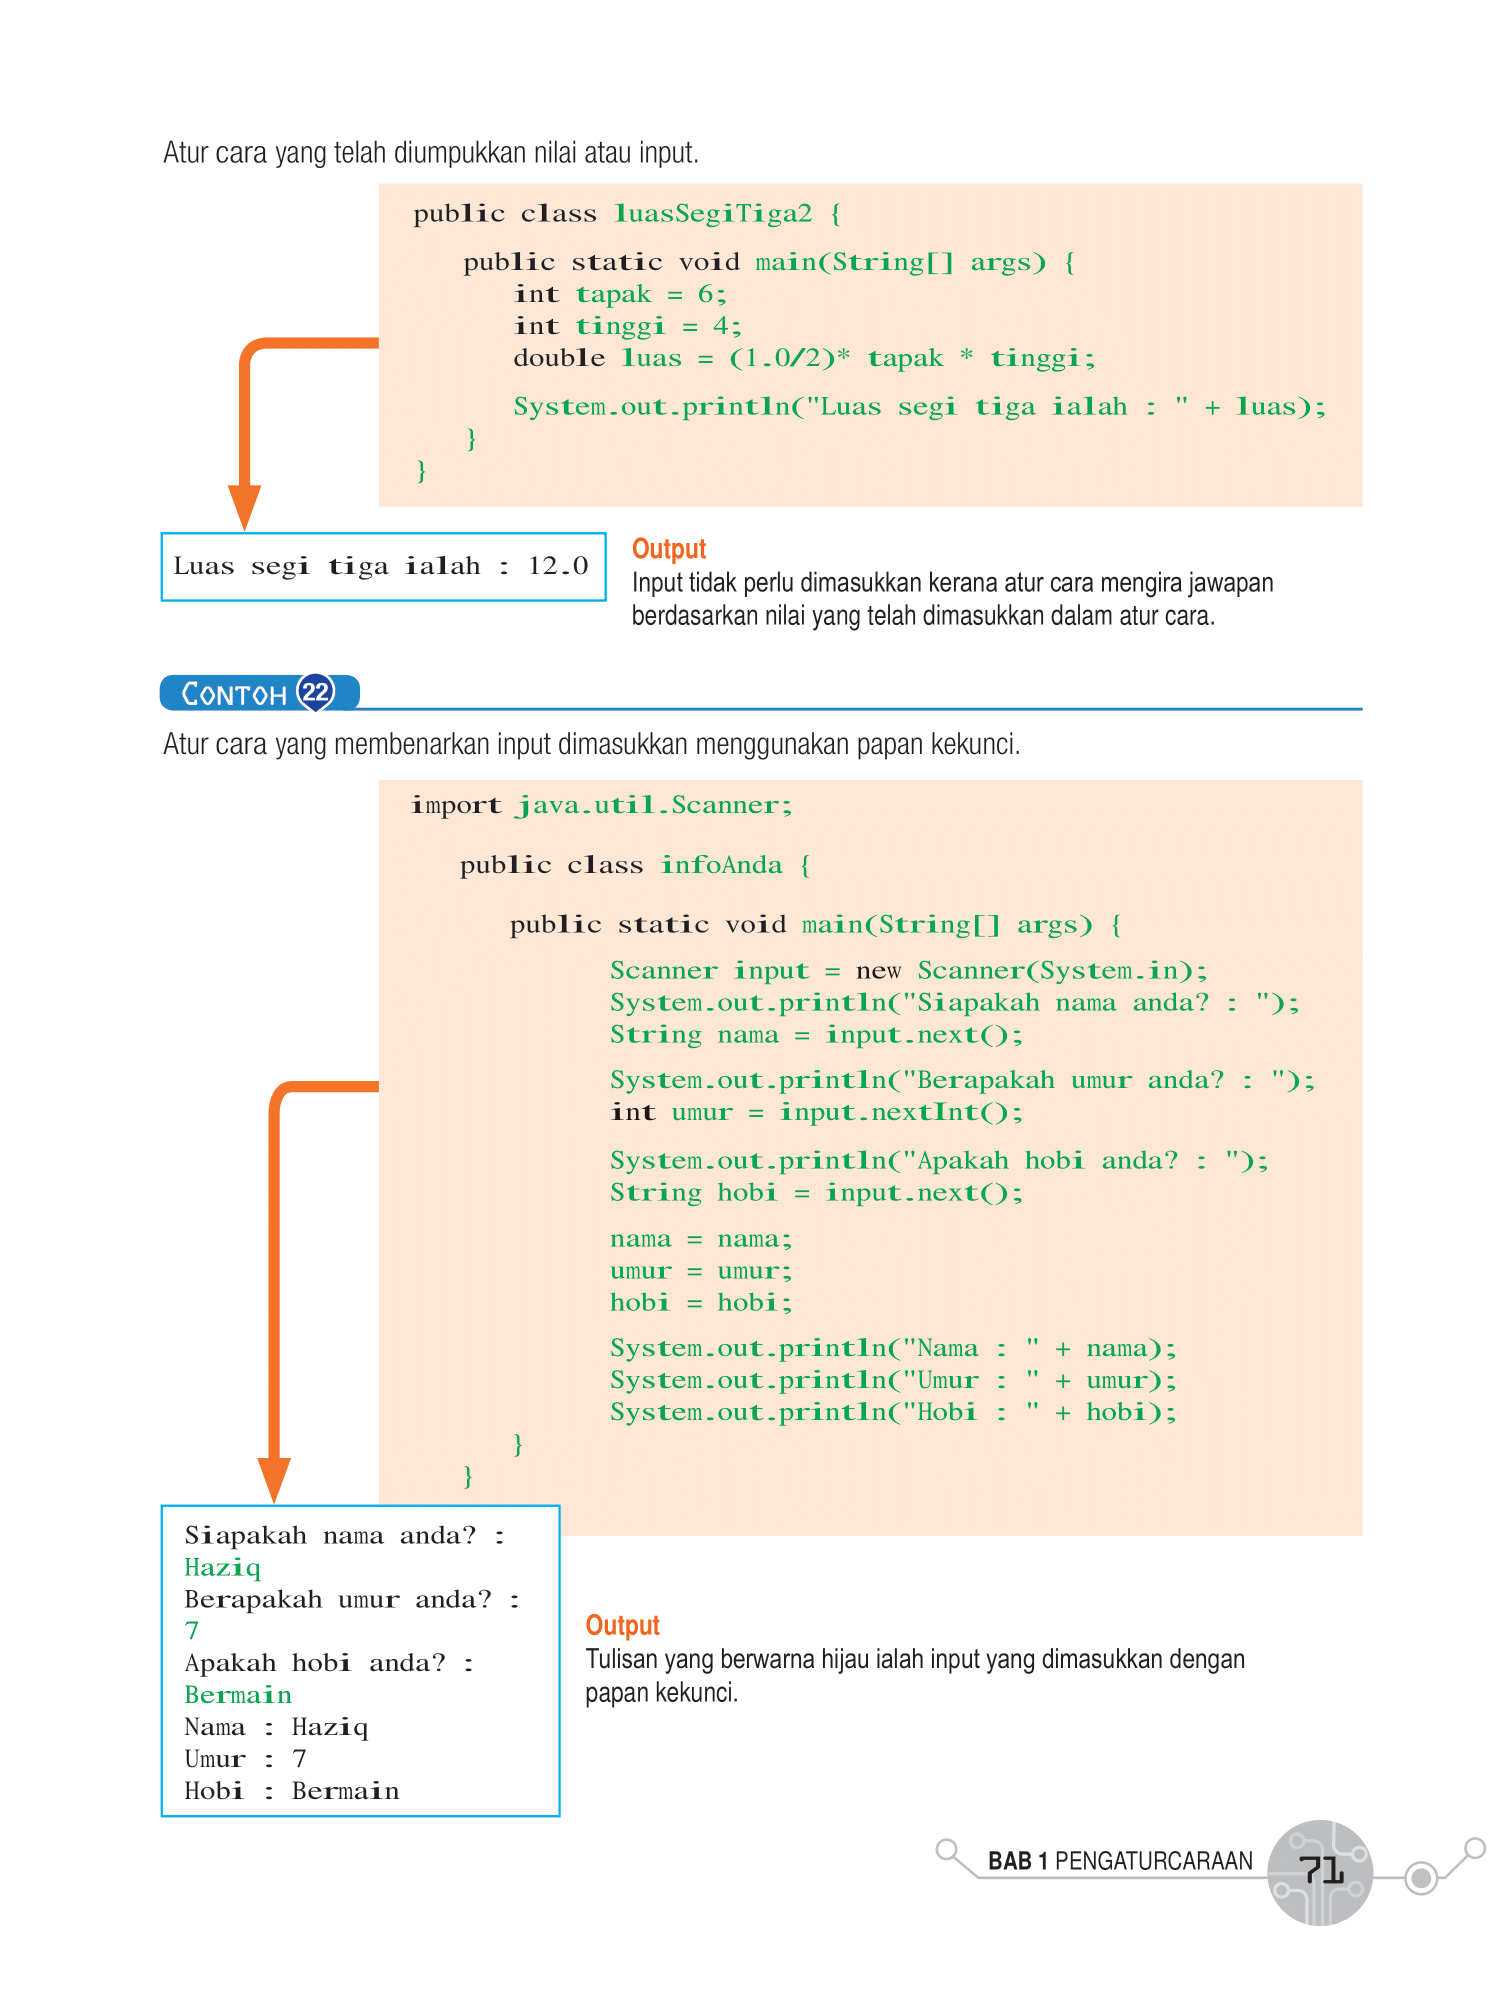 Atur cara yang telah diumpukkan nilai atau input.
public class luasSegiTiga2 {
public static void main(String[] args) {
int tapak = 6;
int tinggi = 4;
double luas = (1.0/2)* tapak * tinggi;
System.out.println("Luas segi tiga ialah : " + luas);
}
}
Luas segi tiga ialah : 12.0
Output
Input tidak perlu dimasukkan kerana atur cara mengira jawapan
berdasarkan nilai yang telah dimasukkan dalam atur cara.
CONTOH 22
Atur cara yang membenarkan input dimasukkan menggunakan papan kekunci.
import java.util.Scanner;
public class infoAnda {
public static void main(String[] args) {
Scanner input = new Scanner(System.in);
System.out.println("Siapakah nama anda? : ");
String nama = input.next();
System.out.println("Berapakah umur anda? : ");
int umur = input.nextInt();
System.out.println("Apakah hobi anda? : ");
String hobi = input.next();
nama = nama;
umur = umur;
hobi = hobi;
System.out.println("Nama : " + nama);
System.out.println("Umur : " + umur);
System.out.println("Hobi : " + hobi);
}
}
Siapakah nama anda? :
Haziq
Berapakah umur anda? :
7
Apakah hobi anda? :
Bermain
Nama : Haziq
Umur : 7
Hobi : Bermain
Output
Tulisan yang berwarna hijau ialah input yang dimasukkan dengan
papan kekunci.
BAB 1 PENGATURCARAAN 71